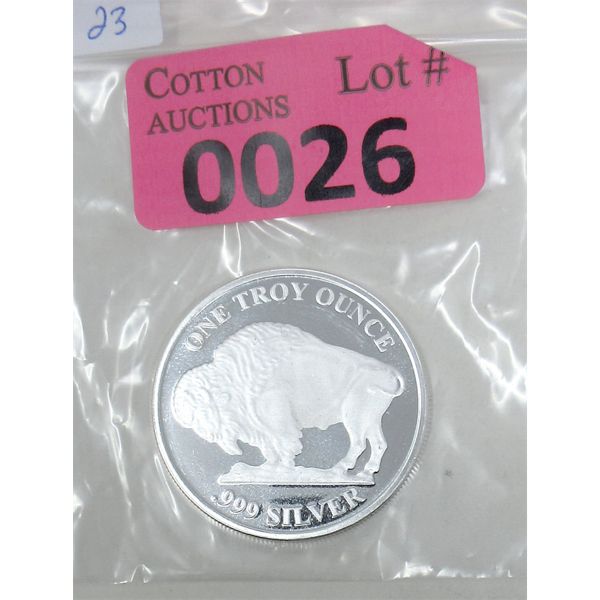 23
COTTON Lot #
AUCTIONS
0026
ONE TROY OUNCE
.999 SILVER